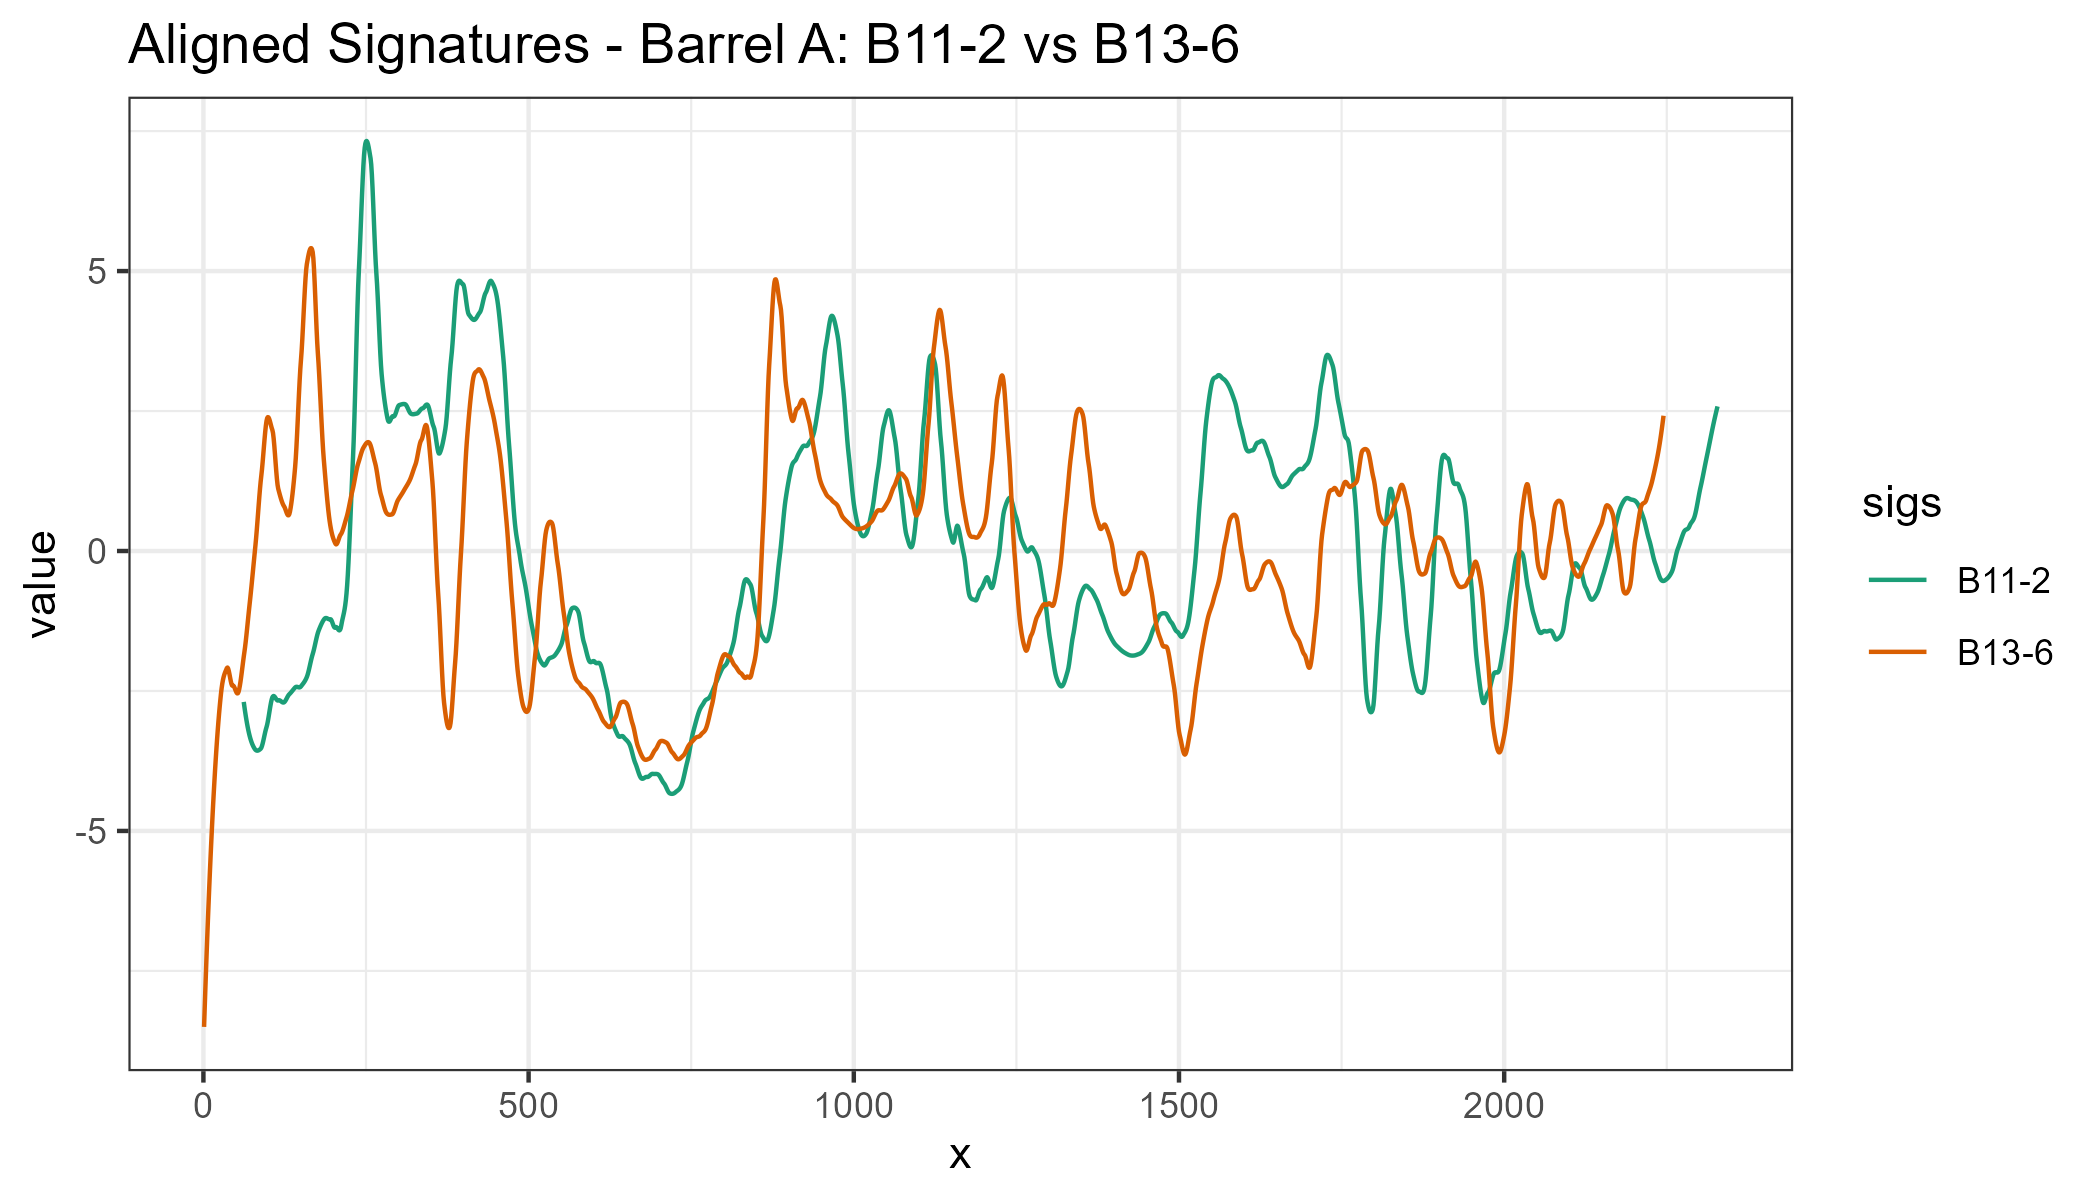 Aligned Signatures - Barrel A: B11-2 vs B13-6
value
5
0
-5
0
500
1000
1500
2000
x
sigs
B11-2
B13-6